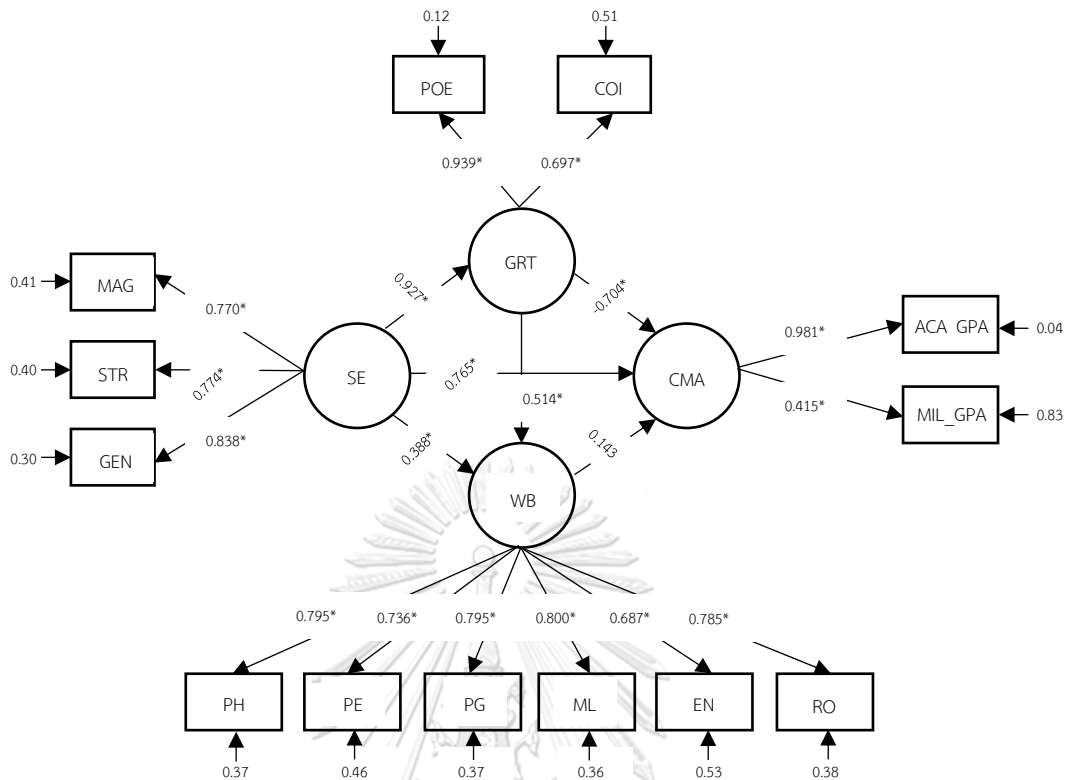 0.12
0.51
POE
COI
0.939*
0.697*
GRT
0.41
MAG
0.770*
0.927*
-0.704*
0.40
STR
0.774*
SE
0.765*
0.514*
CMA
0.981*
ACA_GPA
0.04
0.415*
MIL_GPA
0.83
0.30
GEN
0.838*
0.388*
0.143
WB
0.795*
0.736*
0.795*
0.800*
0.687*
0.785*
PH
PE
PG
ML
EN
RO
0.37
0.46
0.37
0.36
0.53
0.38